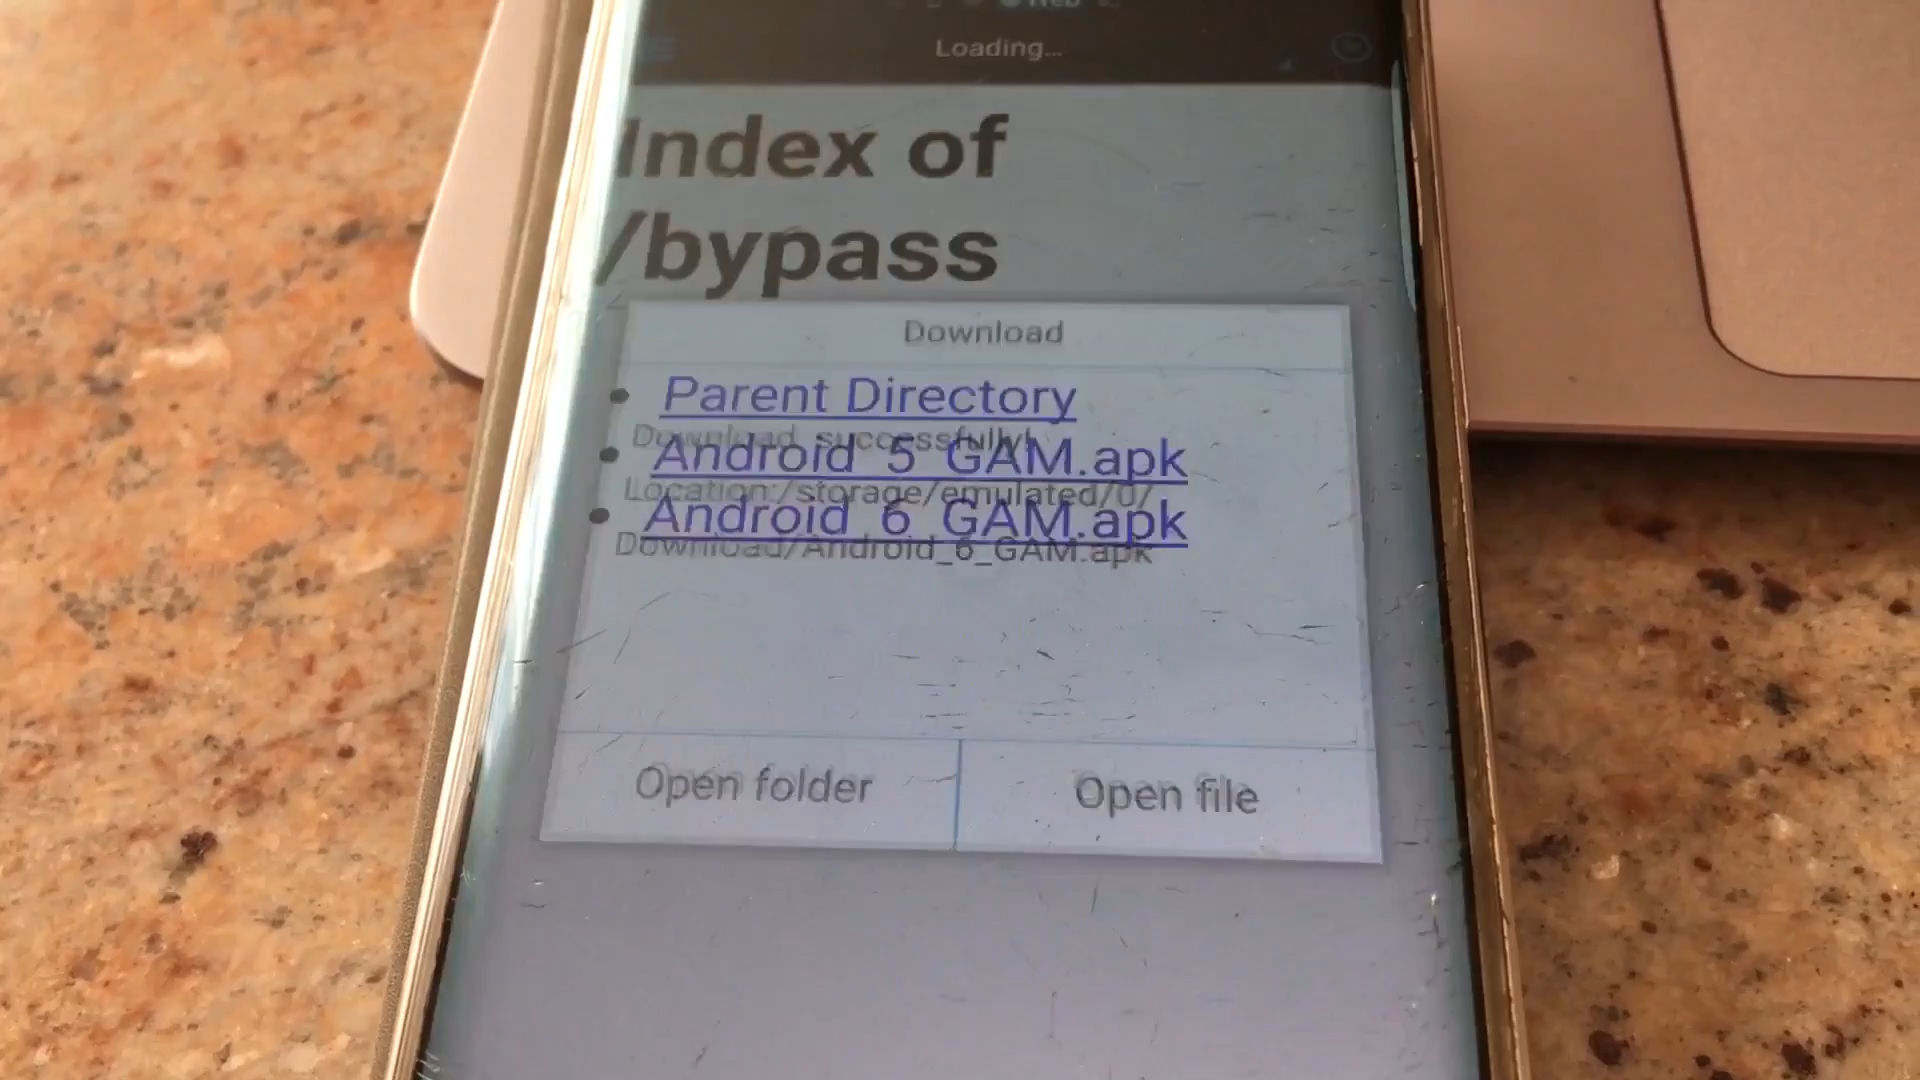 Loading...
Index of
/bypass
Download
Parent Directory
Download successfully!
Android_5_GAM.apk
Location:/storage/emulated/0/
Android_6_GAM.apk
Download/Android_6_GAM.apk
Open folder
Open file